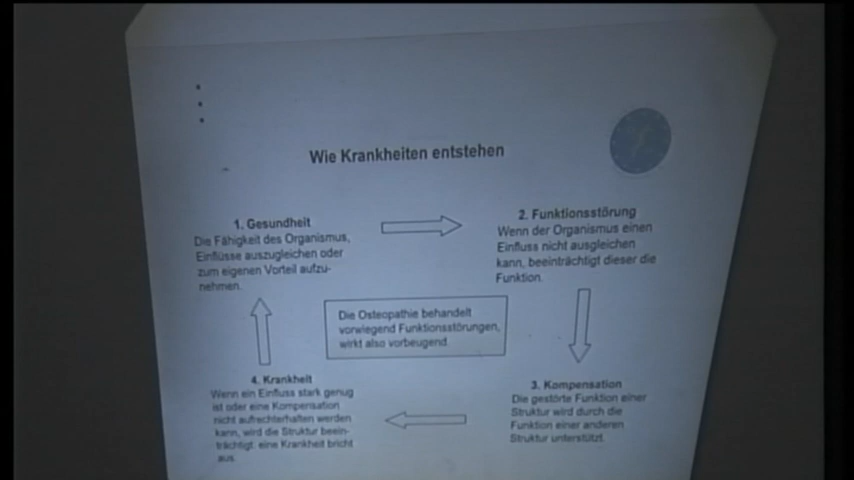 Wie Krankheiten entstehen
1. Gesundheit
Die Fähigkeit des Organismus,
Einflüsse auszugleichen oder
zum eigenen Vorteil aufzu-
nehmen.
2. Funktionsstörung
Wenn der Organismus einen
Einfluss nicht ausgleichen
kann, beeinträchtigt dieser die
Funktion.
Die Osteopathie behandelt
vorwiegend Funktionsstörungen,
wirkt also vorbeugend.
3. Kompensation
Die gestörte Funktion einer
Struktur wird durch die
Funktion einer anderen
Struktur unterstützt.
4. Krankheit
Wenn ein Einfluss stark genug
ist oder eine Kompensation
nicht aufrechterhalten werden
kann, wird die Struktur beein-
trächtigt: eine Krankheit bricht
aus.